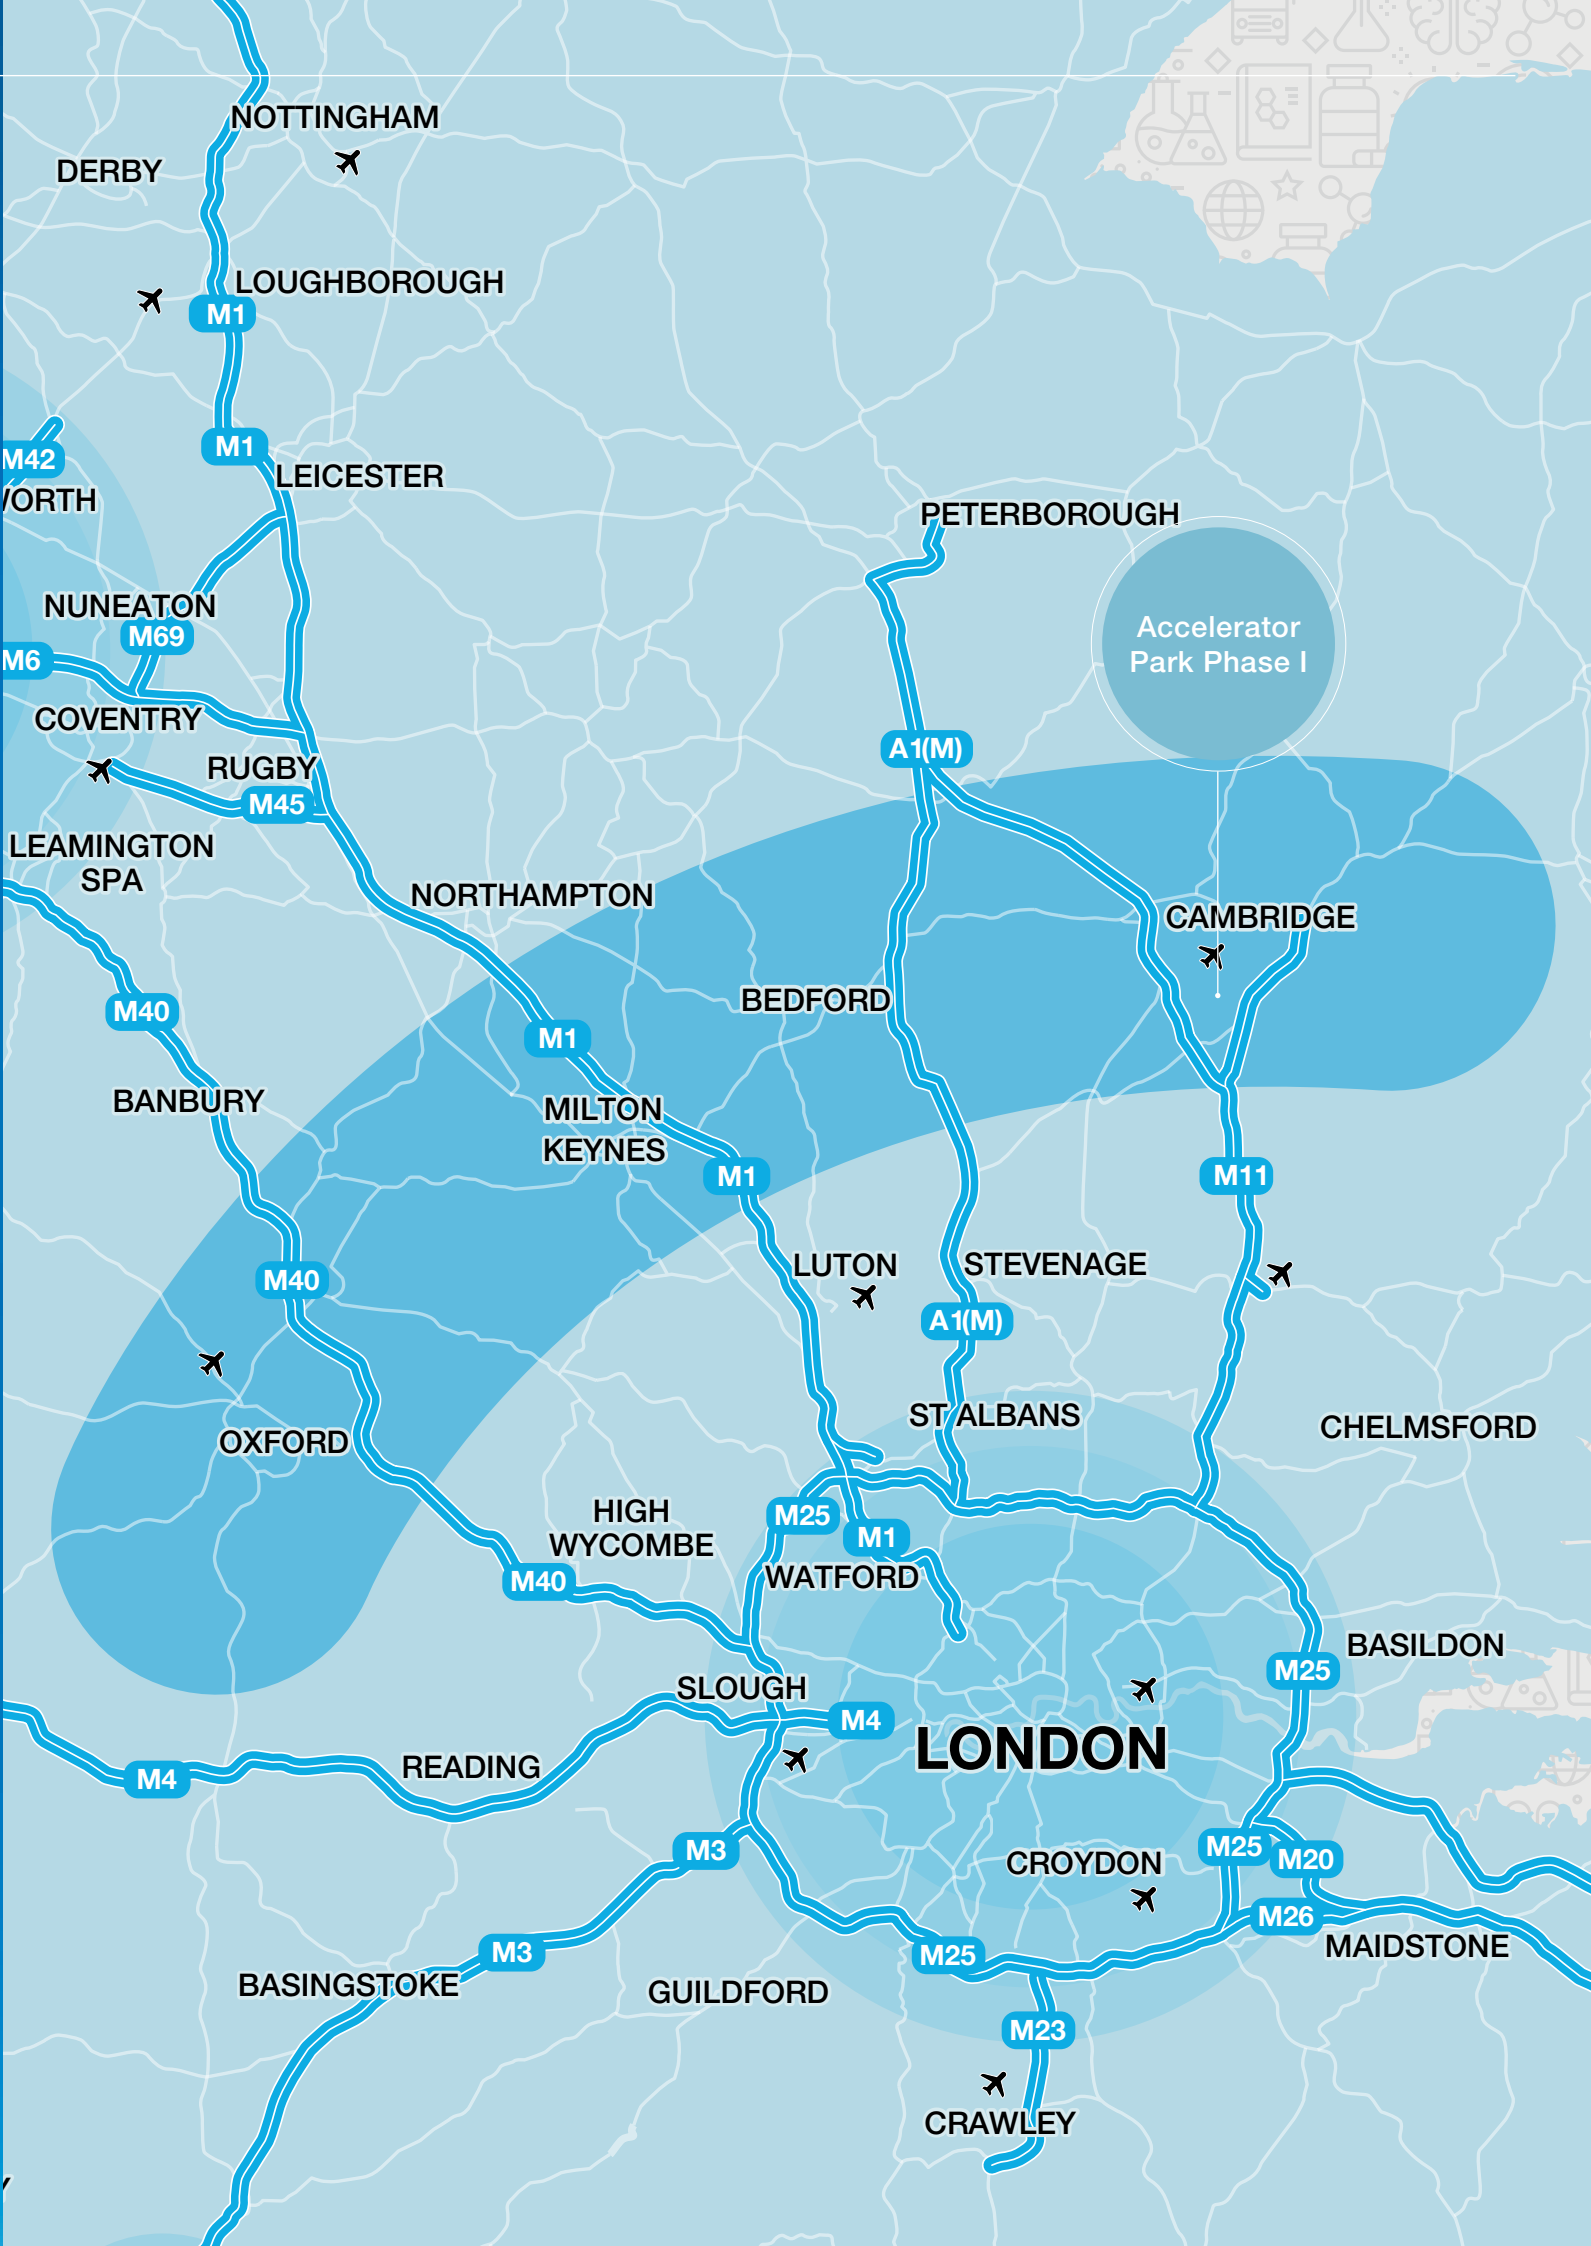 NOTTINGHAM
DERBY
LOUGHBOROUGH
M1
M1
M42
LEICESTER
WORTH
PETERBOROUGH
NUNEATON
M69
Accelerator
Park Phase I
M6
COVENTRY
A1(M)
RUGBY
M45
LEAMINGTON
SPA
NORTHAMPTON
CAMBRIDGE
BEDFORD
M40
M1
BANBURY
MILTON
KEYNES
M1
M11
LUTON
STEVENAGE
M40
A1(M)
ST ALBANS
CHELMSFORD
OXFORD
HIGH
WYCOMBE
M25
M1
WATFORD
M40
BASILDON
M25
SLOUGH
M4
LONDON
READING
M4
M3
M25
M20
CROYDON
M26
MAIDSTONE
M3
M25
BASINGSTOKE
GUILDFORD
M23
CRAWLEY
Y